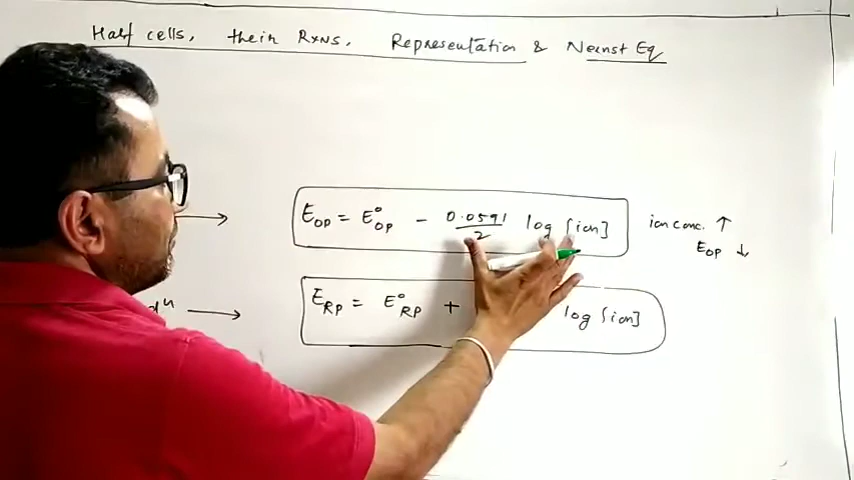 Half cells, their Rxns, Representation & Nernst Eq
E_OP = E°_OP - 0.0591/2 log [ion] ion conc. ↑
E_OP ↓
→
E_RP = E°_RP + log [ion]
dⁿ →